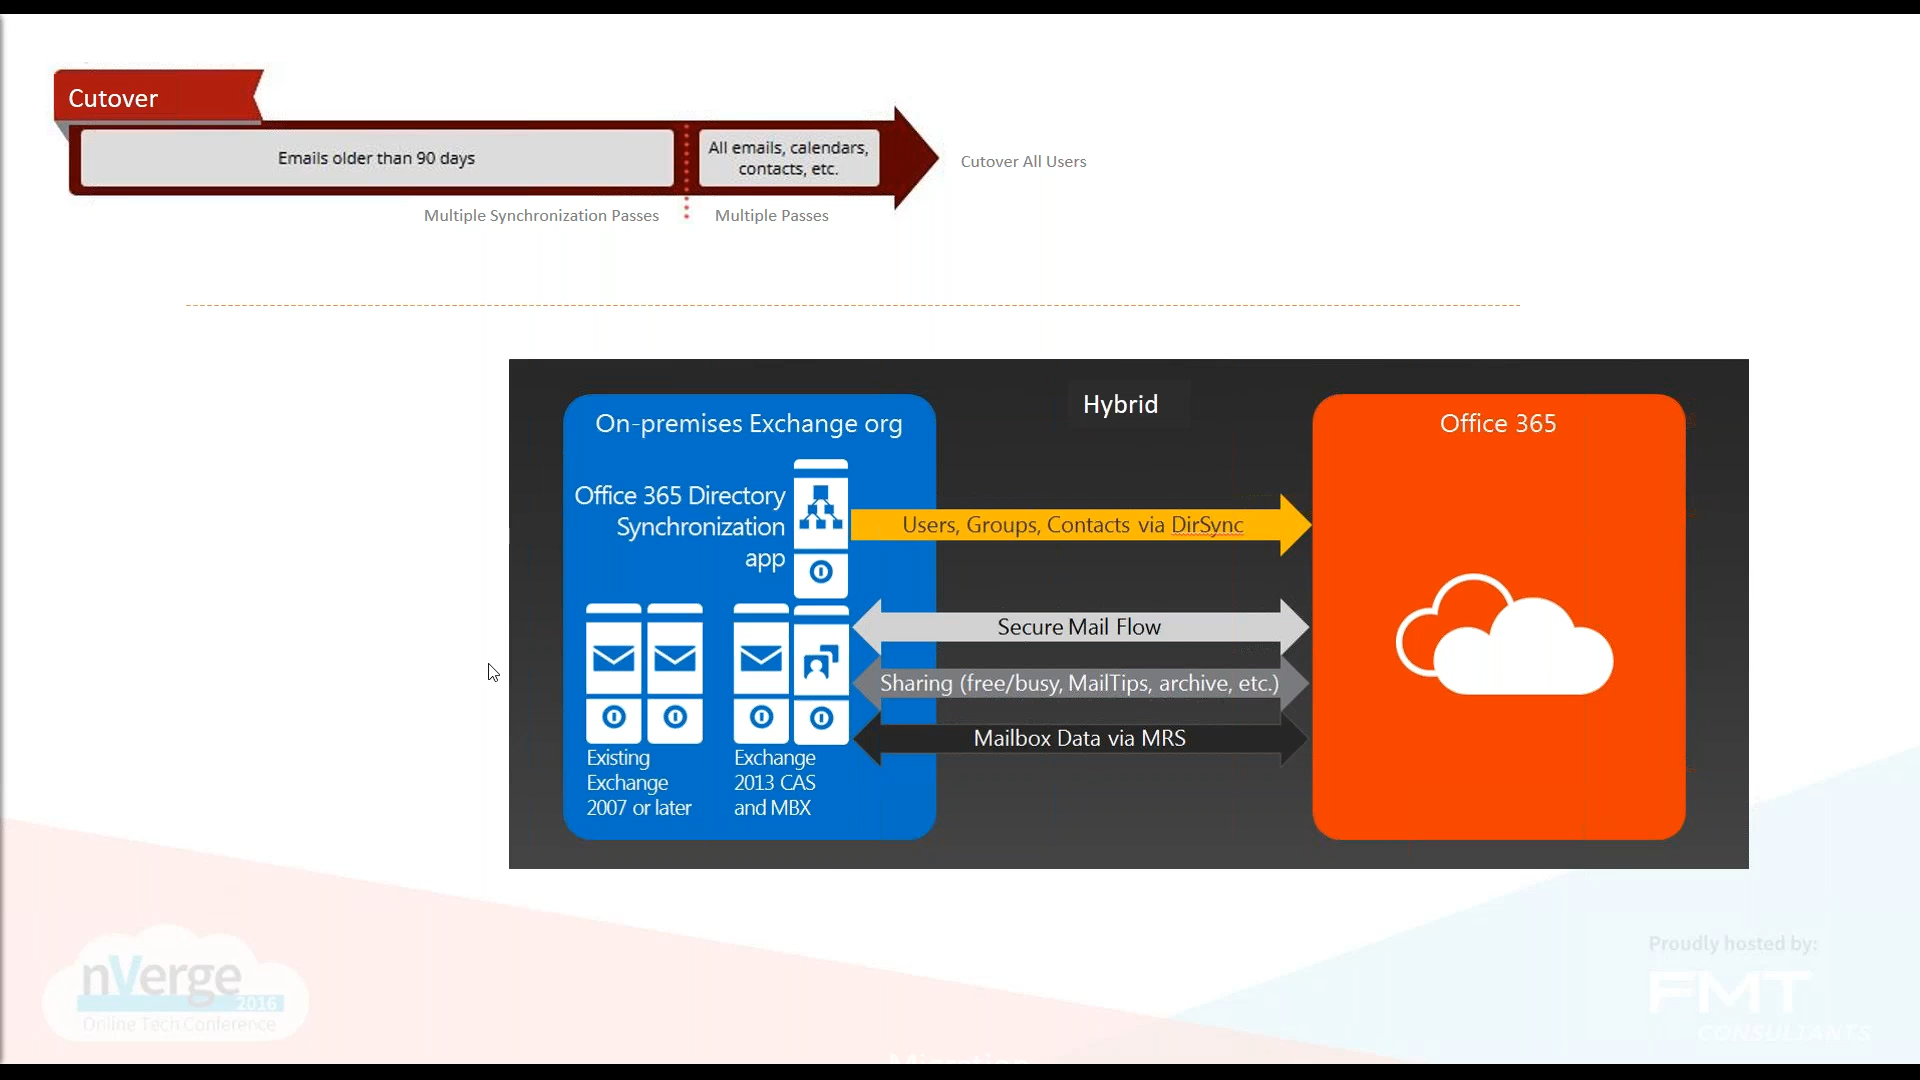 Cutover
Emails older than 90 days
All emails, calendars,
contacts, etc.
Cutover All Users
Multiple Synchronization Passes
Multiple Passes
Hybrid
On-premises Exchange org
Office 365
Office 365 Directory
Synchronization
app
Users, Groups, Contacts via DirSync
Secure Mail Flow
Sharing (free/busy, MailTips, archive, etc.)
Mailbox Data via MRS
Existing
Exchange
2007 or later
Exchange
2013 CAS
and MBX
nVerge
2016
Online Tech Conference
Proudly hosted by:
FMT
CONSULTANTS
Migration